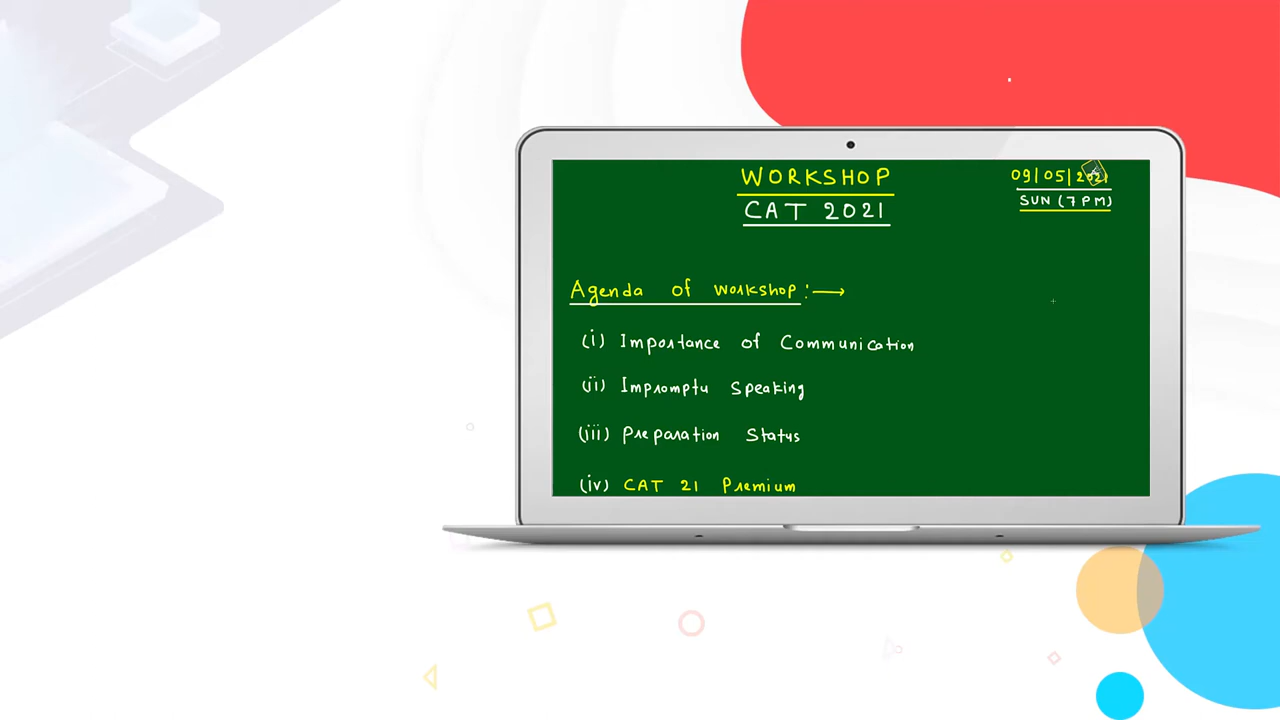 WORKSHOP
09/05/2021
CAT 2021
SUN (7 PM)
Agenda of workshop :→
(i) Importance of Communication
(ii) Impromptu Speaking
(iii) Preparation Status
(iv) CAT 21 Premium